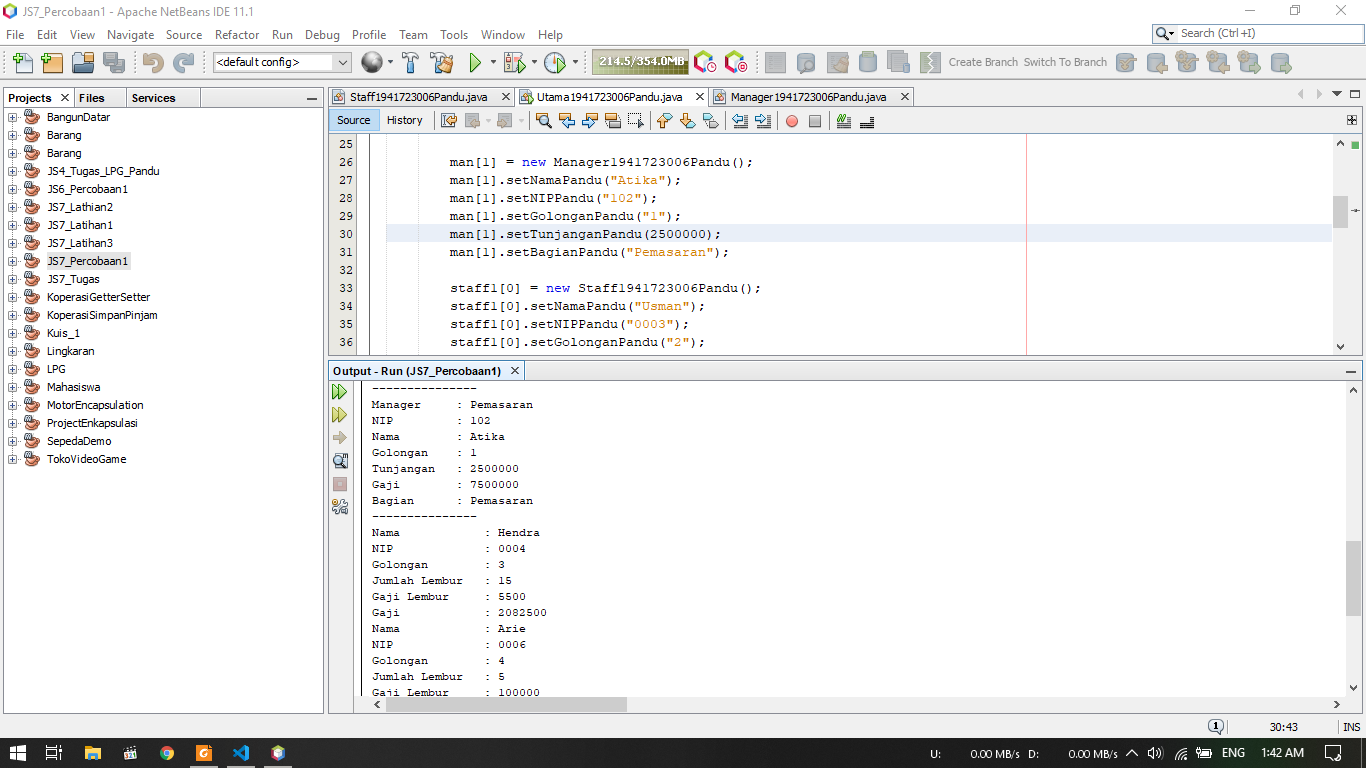 JS7_Percobaan1 - Apache NetBeans IDE 11.1
File Edit View Navigate Source Refactor Run Debug Profile Team Tools Window Help
Search (Ctrl +I)
<default config>
214.5/354.0MB
Create Branch Switch To Branch
Projects Files Services
BangunDatar
Barang
Barang
JS4_Tugas_LPG_Pandu
JS6_Percobaan1
JS7_Lathian2
JS7_Latihan1
JS7_Latihan3
JS7_Percobaan1
JS7_Tugas
KoperasiGetterSetter
KoperasiSimpanPinjam
Kuis_1
Lingkaran
LPG
Mahasiswa
MotorEncapsulation
ProjectEnkapsulasi
SepedaDemo
TokoVideoGame
Staff1941723006Pandu.java Utama1941723006Pandu.java Manager1941723006Pandu.java
Source History
25
26 man[1] = new Manager1941723006Pandu();
27 man[1].setNamaPandu("Atika");
28 man[1].setNIPPandu("102");
29 man[1].setGolonganPandu("1");
30 man[1].setTunjanganPandu(2500000);
31 man[1].setBagianPandu("Pemasaran");
32
33 staff1[0] = new Staff1941723006Pandu();
34 staff1[0].setNamaPandu("Usman");
35 staff1[0].setNIPPandu("0003");
36 staff1[0].setGolonganPandu("2");
Output - Run (JS7_Percobaan1)
---------------
Manager : Pemasaran
NIP : 102
Nama : Atika
Golongan : 1
Tunjangan : 2500000
Gaji : 7500000
Bagian : Pemasaran
---------------
Nama : Hendra
NIP : 0004
Golongan : 3
Jumlah Lembur : 15
Gaji Lembur : 5500
Gaji : 2082500
Nama : Arie
NIP : 0006
Golongan : 4
Jumlah Lembur : 5
Gaji Lembur : 100000
1 30:43 INS
U: 0.00 MB/s D: 0.00 MB/s ENG 1:42 AM